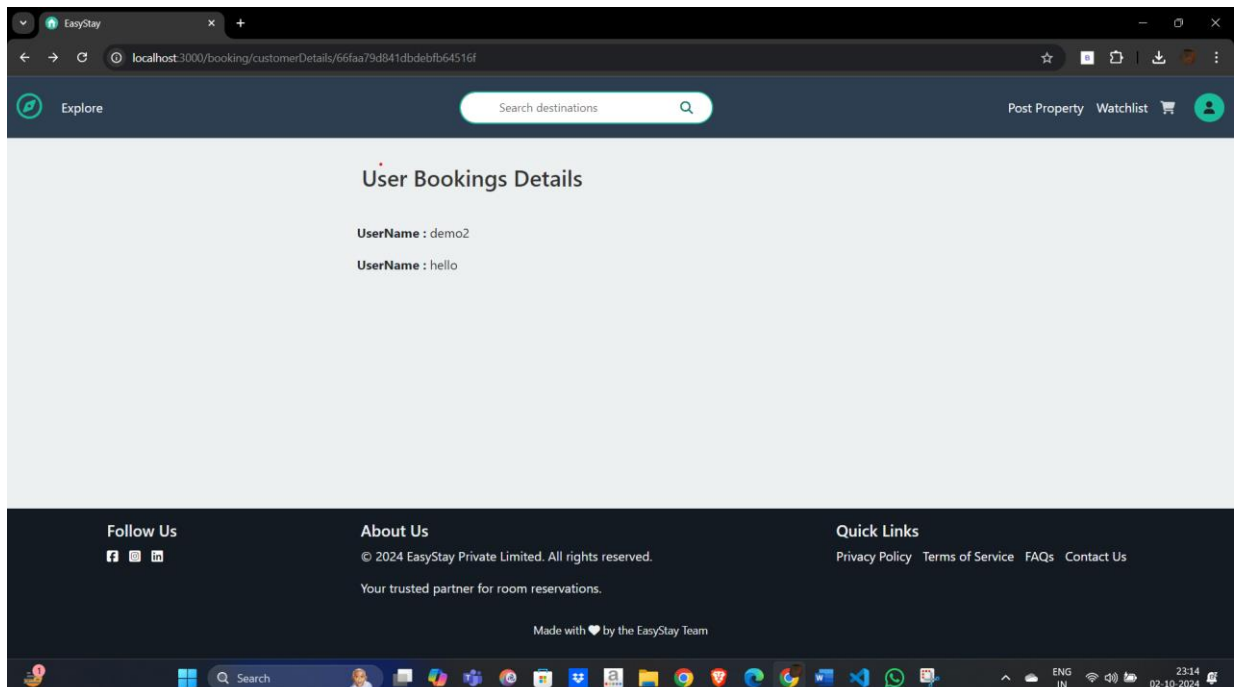 EasyStay
localhost:3000/booking/customerDetails/66faa79d841dbdebfb64516f
Explore
Search destinations
Post Property Watchlist
User Bookings Details
UserName : demo2
UserName : hello
Follow Us
About Us
© 2024 EasyStay Private Limited. All rights reserved.
Your trusted partner for room reservations.
Quick Links
Privacy Policy Terms of Service FAQs Contact Us
Made with 🤍 by the EasyStay Team
1
Search
ENG
IN
23:14
02-10-2024